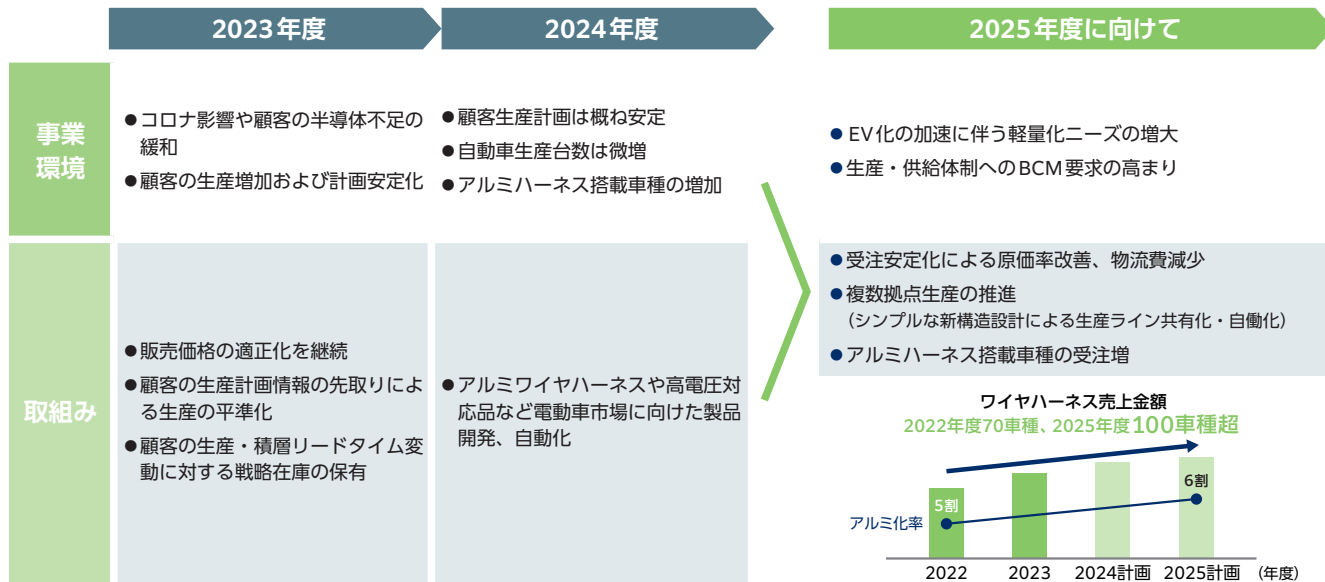 2023年度
2024年度
2025年度に向けて
事業
環境
●コロナ影響や顧客の半導体不足の
緩和
●顧客の生産増加および計画安定化
●顧客生産計画は概ね安定
●自動車生産台数は微増
●アルミハーネス搭載車種の増加
●EV化の加速に伴う軽量化ニーズの増大
●生産・供給体制へのBCM要求の高まり
取組み
●販売価格の適正化を継続
●顧客の生産計画情報の先取りによ
る生産の平準化
●顧客の生産・積層リードタイム変
動に対する戦略在庫の保有
●アルミワイヤハーネスや高電圧対
応品など電動車市場に向けた製品
開発、自動化
●受注安定化による原価率改善、物流費減少
●複数拠点生産の推進
(シンプルな新構造設計による生産ライン共有化・自働化)
●アルミハーネス搭載車種の受注増
ワイヤハーネス売上金額
2022年度70車種、2025年度100車種超
5割
6割
アルミ化率
2022 2023 2024計画 2025計画 (年度)